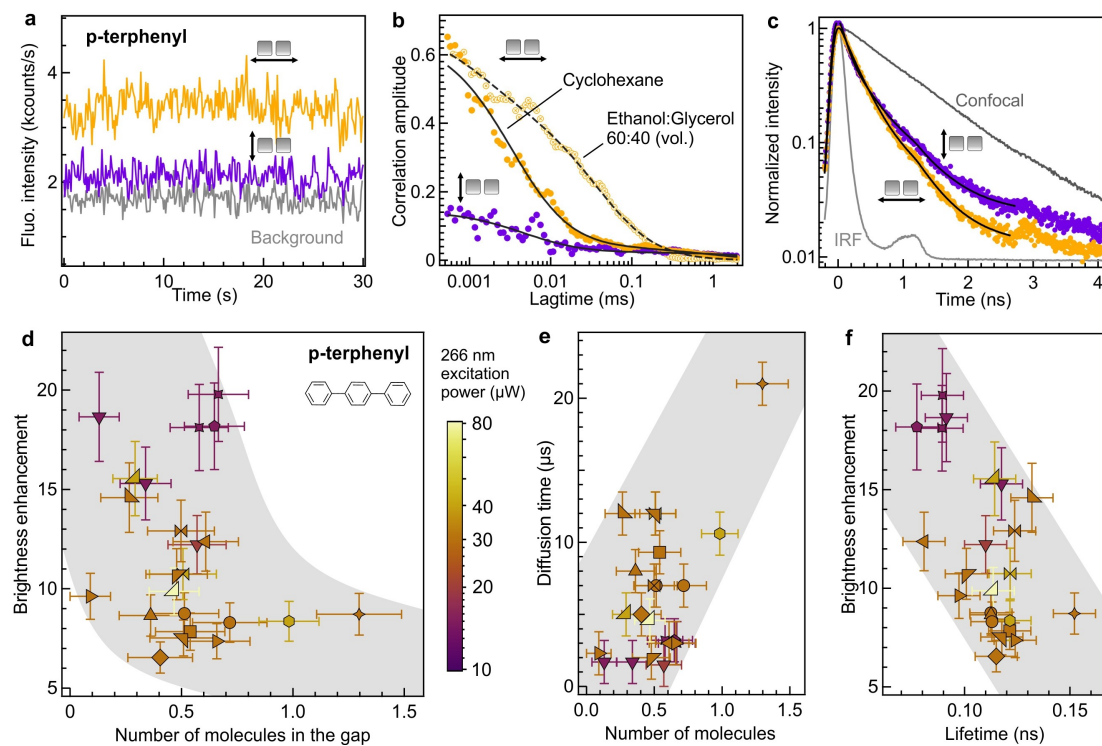 a
p-terphenyl
Fluo. intensity (kcounts/s)
4
2
Background
0
10
20
30
Time (s)
b
Correlation amplitude
0.6
0.4
0.2
0
Cyclohexane
Ethanol:Glycerol
60:40 (vol.)
0.001
0.01
0.1
1
Lagtime (ms)
c
Normalized intensity
1
0.1
0.01
Confocal
IRF
0
1
2
3
4
Time (ns)
d
p-terphenyl
Brightness enhancement
20
15
10
5
0
0.5
1.0
1.5
Number of molecules in the gap
266 nm
excitation
power (µW)
80
60
40
30
20
10
e
Diffusion time (µs)
20
10
0
0
0.5
1.0
1.5
Number of molecules
f
Brightness enhancement
20
15
10
5
0.10
0.15
Lifetime (ns)